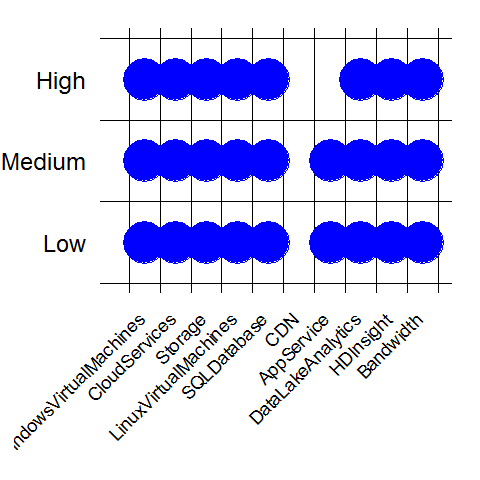 High
Medium
Low
ndowsVirtualMachines
CloudServices
Storage
LinuxVirtualMachines
SQLDatabase
CDN
AppService
DataLakeAnalytics
HDInsight
Bandwidth